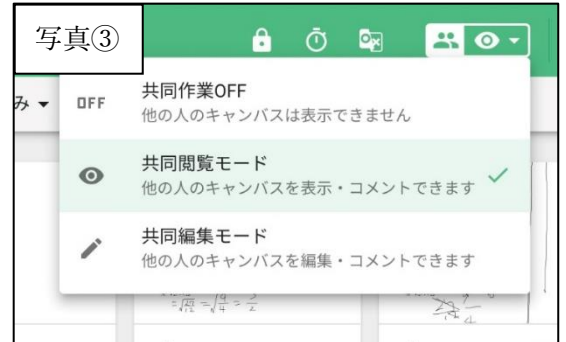 写真③
み
OFF
共同作業OFF
他の人のキャンバスは表示できません
共同閲覧モード
他の人のキャンバスを表示・コメントできます
共同編集モード
他の人のキャンバスを編集・コメントできます